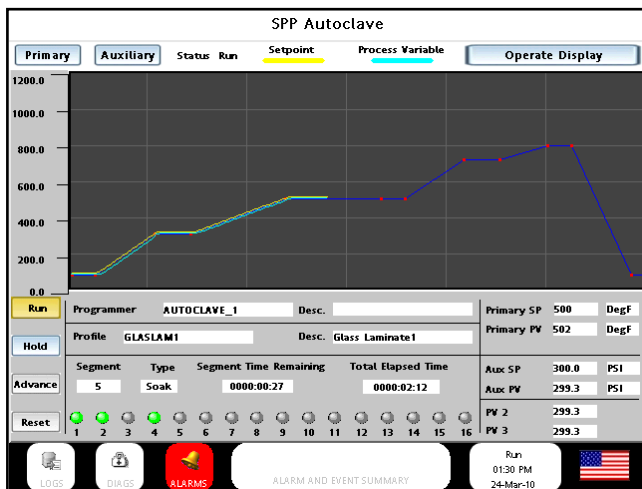 SPP Autoclave
Primary Auxiliary Status Run Setpoint Process Variable Operate Display
1200.0
1000.0
800.0
600.0
400.0
200.0
0.0
Run Programmer AUTOCLAVE_1 Desc. Primary SP 500 DegF
Primary PV 502 DegF
Hold Profile GLASLAM1 Desc. Glass Laminate1
Segment Type Segment Time Remaining Total Elapsed Time Aux SP 300.0 PSI
Advance 5 Soak 0000:00:27 0000:02:12 Aux PV 299.3 PSI
Reset PV 2 299.3
1 2 3 4 5 6 7 8 9 10 11 12 13 14 15 16 PV 3 299.3
LOGS DIAGS ALARMS ALARM AND EVENT SUMMARY Run
01:30 PM
24-Mar-10